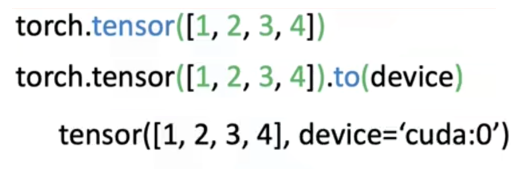 torch.tensor([1, 2, 3, 4])
torch.tensor([1, 2, 3, 4]).to(device)
tensor([1, 2, 3, 4], device=‘cuda:0’)